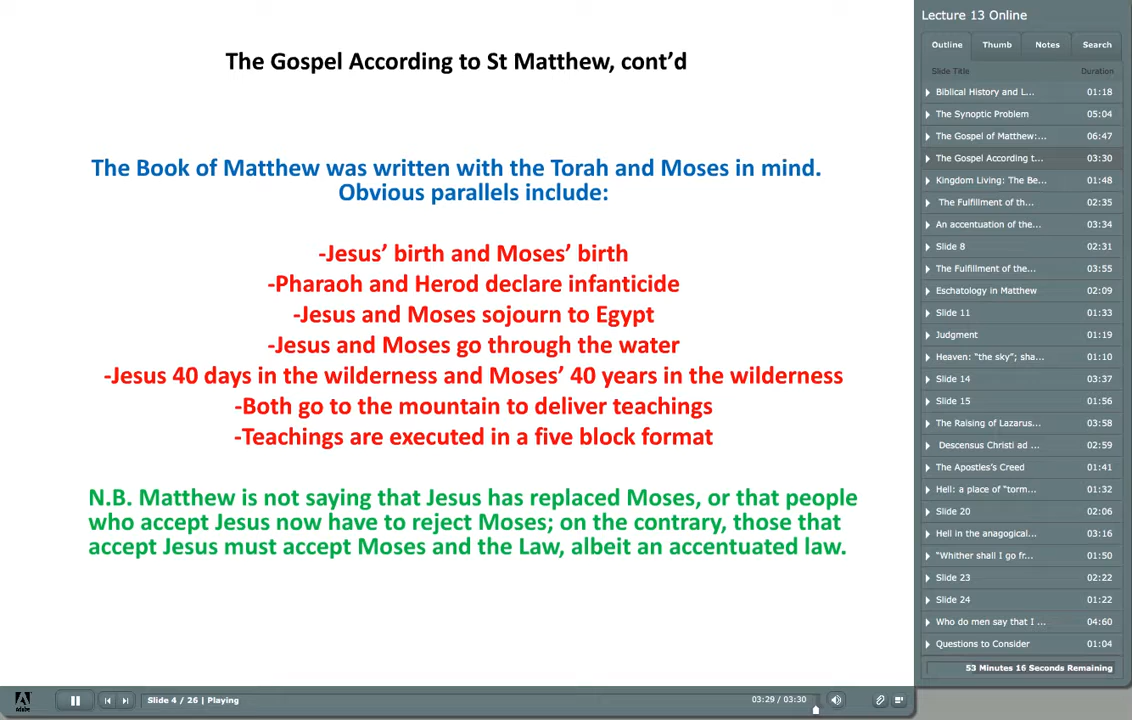 The Gospel According to St Matthew, cont’d
The Book of Matthew was written with the Torah and Moses in mind.
Obvious parallels include:
-Jesus’ birth and Moses’ birth
-Pharaoh and Herod declare infanticide
-Jesus and Moses sojourn to Egypt
-Jesus and Moses go through the water
-Jesus 40 days in the wilderness and Moses’ 40 years in the wilderness
-Both go to the mountain to deliver teachings
-Teachings are executed in a five block format
N.B. Matthew is not saying that Jesus has replaced Moses, or that people
who accept Jesus now have to reject Moses; on the contrary, those that
accept Jesus must accept Moses and the Law, albeit an accentuated law.
Adobe
Slide 4 / 26 | Playing
03:29 / 03:30
Lecture 13 Online
Outline Thumb Notes Search
Slide Title Duration
Biblical History and L... 01:18
The Synoptic Problem 05:04
The Gospel of Matthew:... 06:47
The Gospel According t... 03:30
Kingdom Living: The Be... 01:48
The Fulfillment of th... 02:35
An accentuation of the... 03:34
Slide 8 02:31
The Fulfillment of the... 03:55
Eschatology in Matthew 02:09
Slide 11 01:33
Judgment 01:19
Heaven: “the sky”; sha... 01:10
Slide 14 03:37
Slide 15 01:56
The Raising of Lazarus... 03:58
Descensus Christi ad ... 02:59
The Apostles’s Creed 01:41
Hell: a place of “torm... 01:32
Slide 20 02:06
Hell in the anagogical... 03:16
“Whither shall I go fr... 01:50
Slide 23 02:22
Slide 24 01:22
Who do men say that I ... 04:60
Questions to Consider 01:04
53 Minutes 16 Seconds Remaining